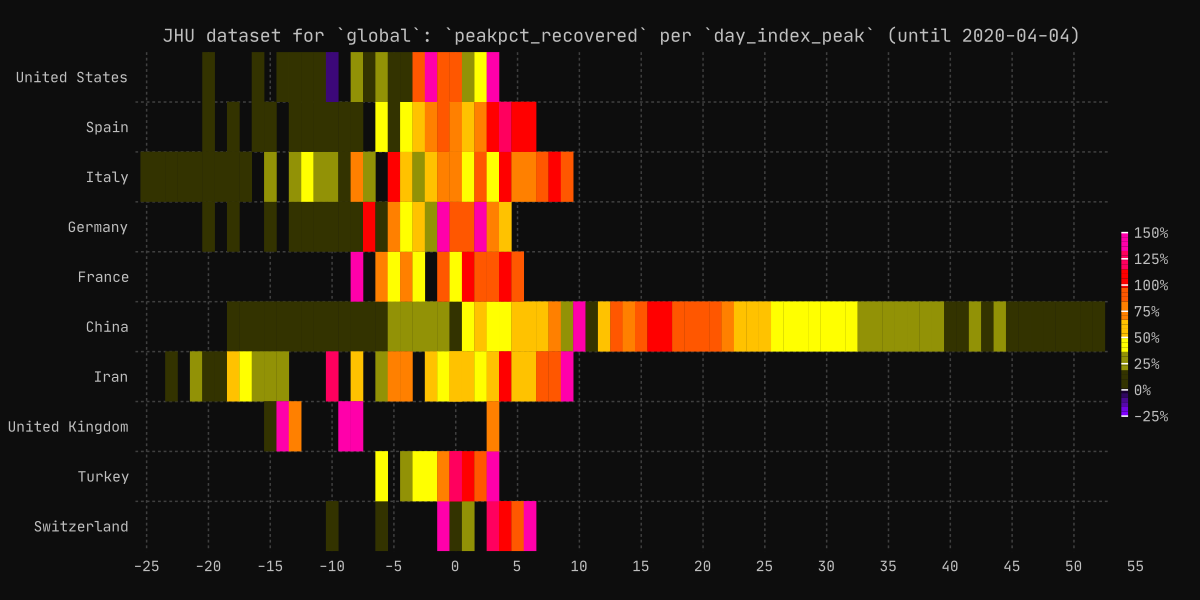 JHU dataset for `global`: `peakpct_recovered` per `day_index_peak` (until 2020-04-04)
United States
Spain
Italy
Germany
France
China
Iran
United Kingdom
Turkey
Switzerland
150%
125%
100%
75%
50%
25%
0%
-25%
-25 -20 -15 -10 -5 0 5 10 15 20 25 30 35 40 45 50 55